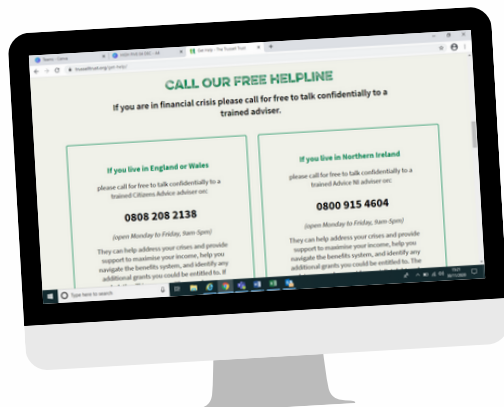 Get Help - The Trussell Trust
CALL OUR FREE HELPLINE
If you are in financial crisis please call for free to talk confidentially to a
trained adviser.
If you live in England or Wales
please call for free to talk confidentially to a
trained Citizens Advice adviser on:
0808 208 2138
(open Monday to Friday, 9am-5pm)
They can help address your crises and provide
support to maximise your income, help you
navigate the benefits system, and identify any
additional grants you could be entitled to. If
If you live in Northern Ireland
please call for free to talk confidentially to a
trained Advice NI adviser on:
0800 915 4604
(open Monday to Friday, 9am-5pm)
They can help address your crises and provide
support to maximise your income, help you
navigate the benefits system, and identify any
additional grants you could be entitled to. The
Type here to search